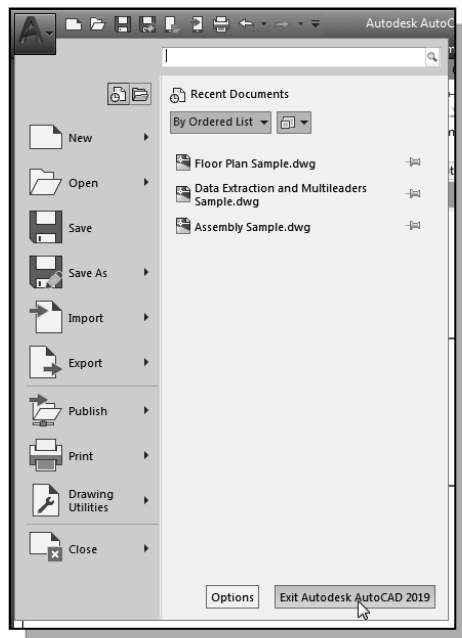 A
Autodesk AutoC
Recent Documents
By Ordered List
New
Floor Plan Sample.dwg
Open
Data Extraction and Multileaders
Sample.dwg
Save
Assembly Sample.dwg
Save As
Import
Export
Publish
Print
Drawing
Utilities
Close
Options
Exit Autodesk AutoCAD 2019